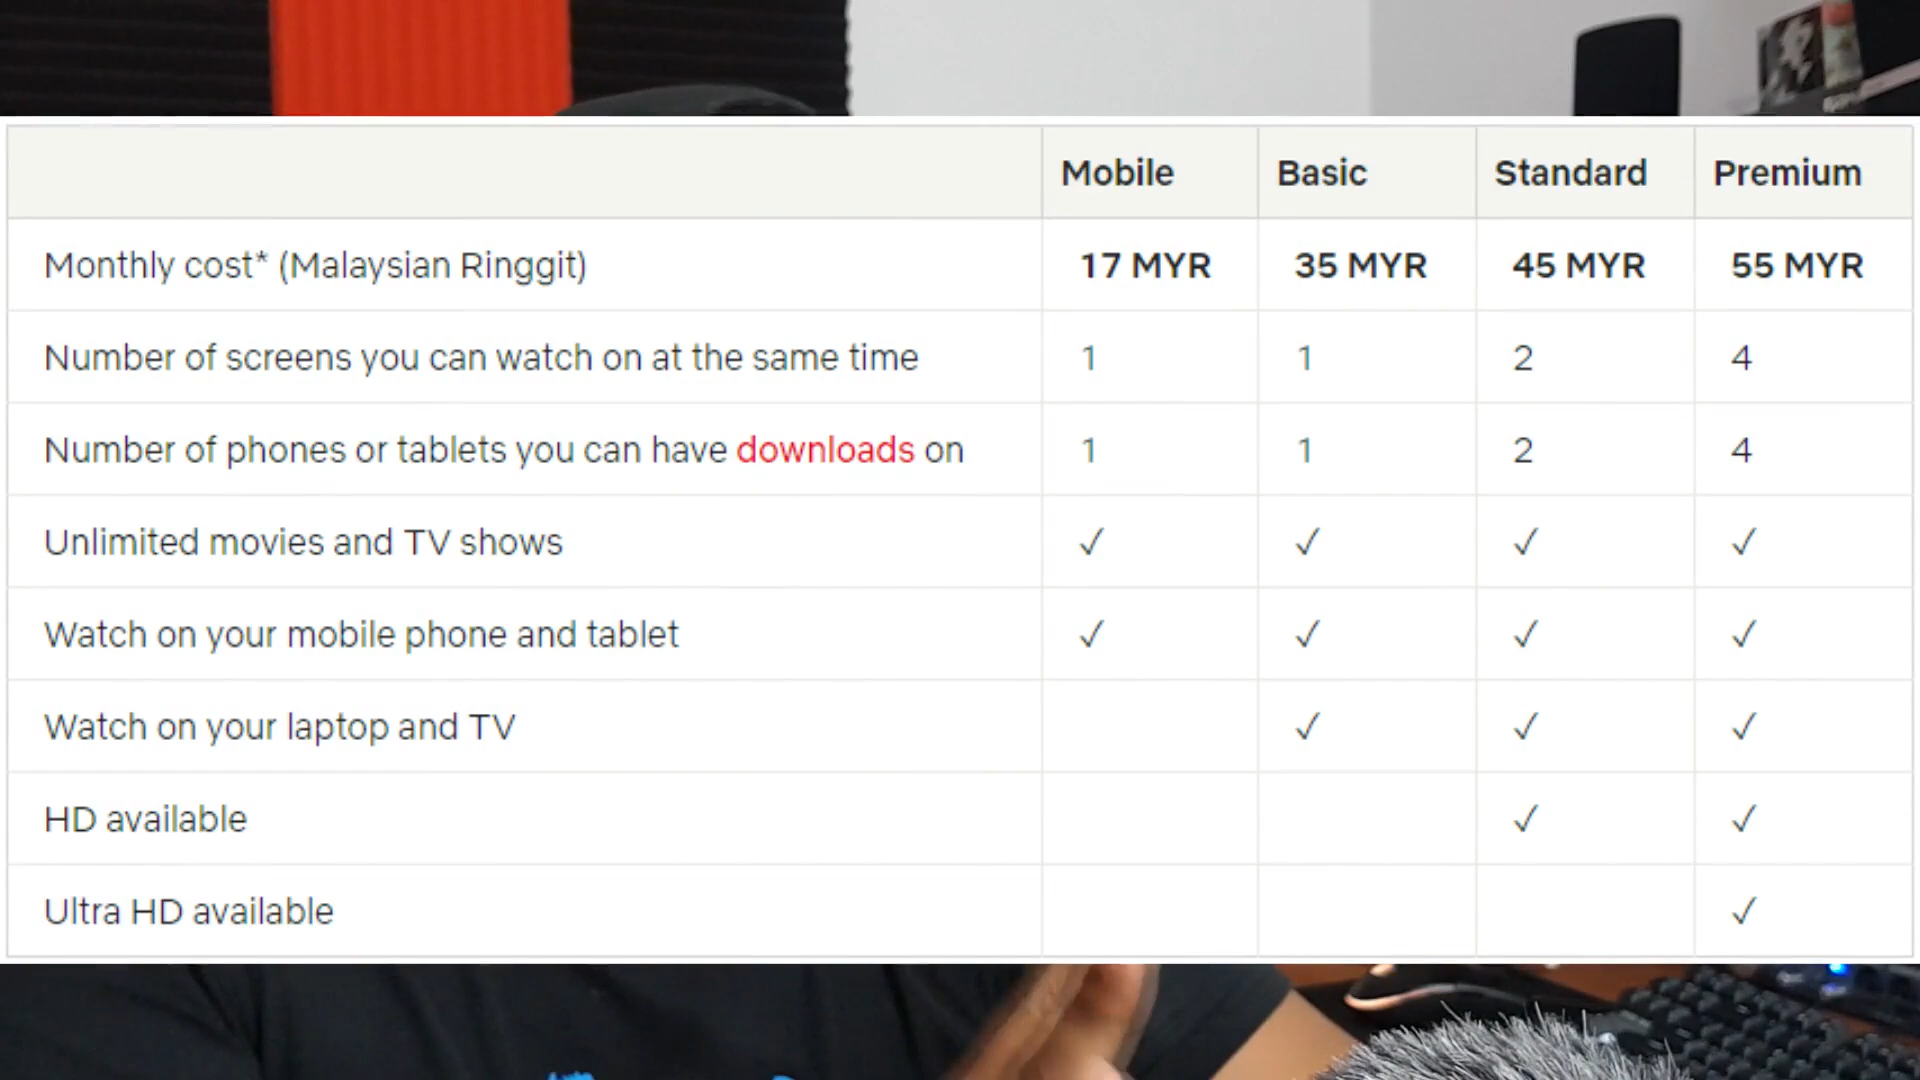 Mobile Basic Standard Premium
Monthly cost* (Malaysian Ringgit) 17 MYR 35 MYR 45 MYR 55 MYR
Number of screens you can watch on at the same time 1 1 2 4
Number of phones or tablets you can have downloads on 1 1 2 4
Unlimited movies and TV shows ✓ ✓ ✓ ✓
Watch on your mobile phone and tablet ✓ ✓ ✓ ✓
Watch on your laptop and TV ✓ ✓ ✓
HD available ✓ ✓
Ultra HD available ✓